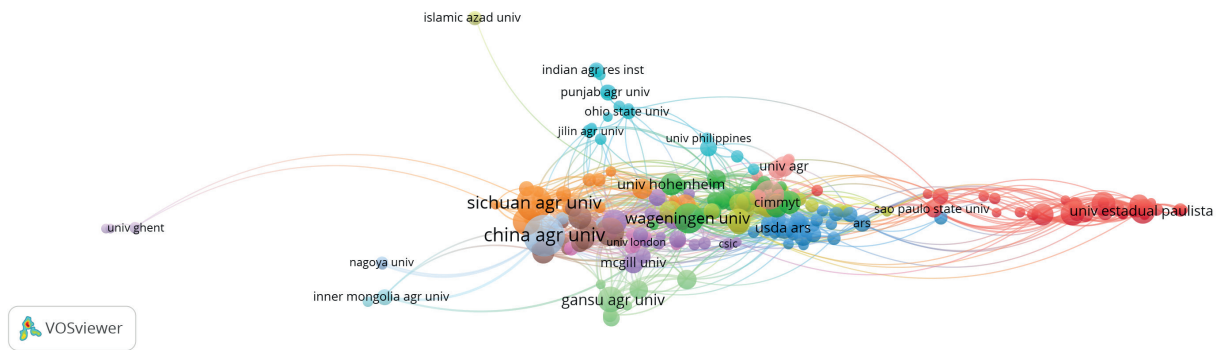 islamic azad univ
indian agr res inst
punjab agr univ
ohio state univ
jilin agr univ
univ philippines
univ agr
univ hohenheim
sichuan agr univ
cimmyt
sao paulo state univ
univ estadual paulista
wageningen univ
univ ghent
china agr univ
usda ars
ars
univ london
csic
nagoya univ
mcgill univ
inner mongolia agr univ
gansu agr univ
VOSviewer